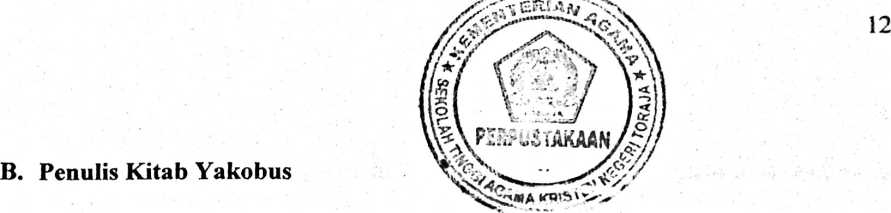 12
KEMENTERIAN AGAMA
SEKOLAH TINGGI AGAMA KRISTEN NEGERI TORAJA
PERPUSTAKAAN
B. Penulis Kitab Yakobus